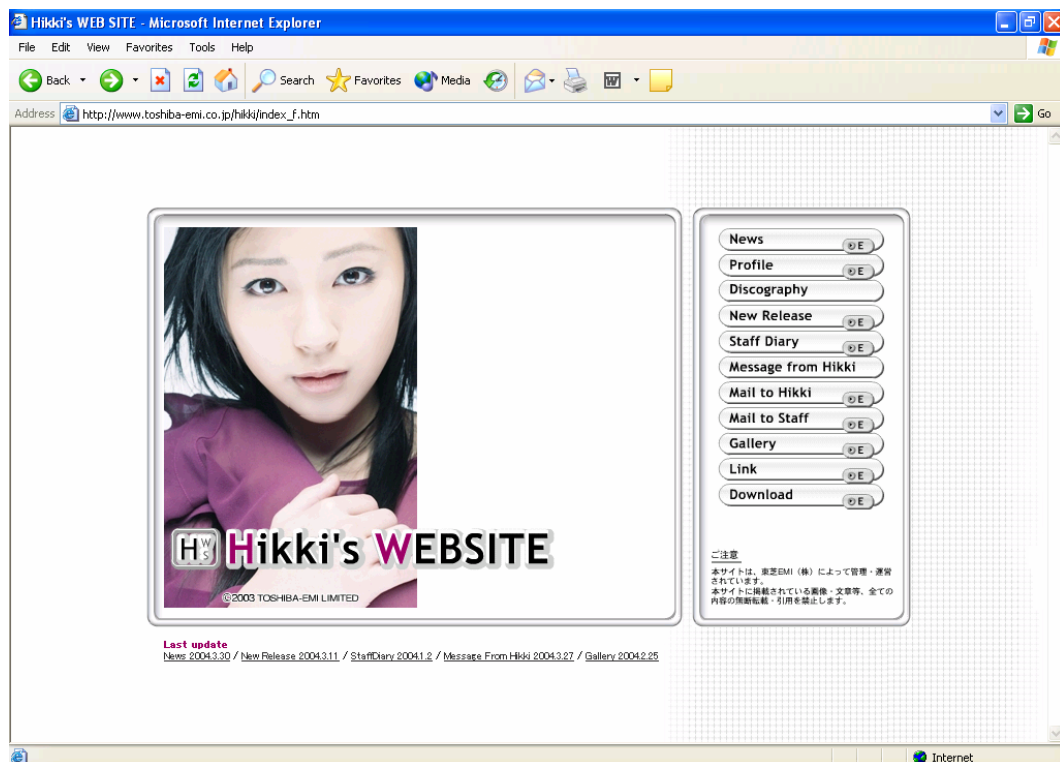 Hikki's WEB SITE - Microsoft Internet Explorer
File Edit View Favorites Tools Help
Back Search Favorites Media
Address http://www.toshiba-emi.co.jp/hikki/index_f.htm Go
News E
Profile E
Discography
New Release E
Staff Diary E
Message from Hikki
Mail to Hikki E
Mail to Staff E
Gallery E
Link E
Download E
HWS Hikki's WEBSITE
©2003 TOSHIBA-EMI LIMITED
ご注意
本サイトは、東芝EMI（株）によって管理・運営
されています。
本サイトに掲載されている画像・文章等、全ての
内容の無断転載・引用を禁止します。
Last update
News 2004.3.30 / New Release 2004.3.11 / StaffDiary 2004.1.2 / Message From Hikki 2004.3.27 / Gallery 2004.2.25
Internet